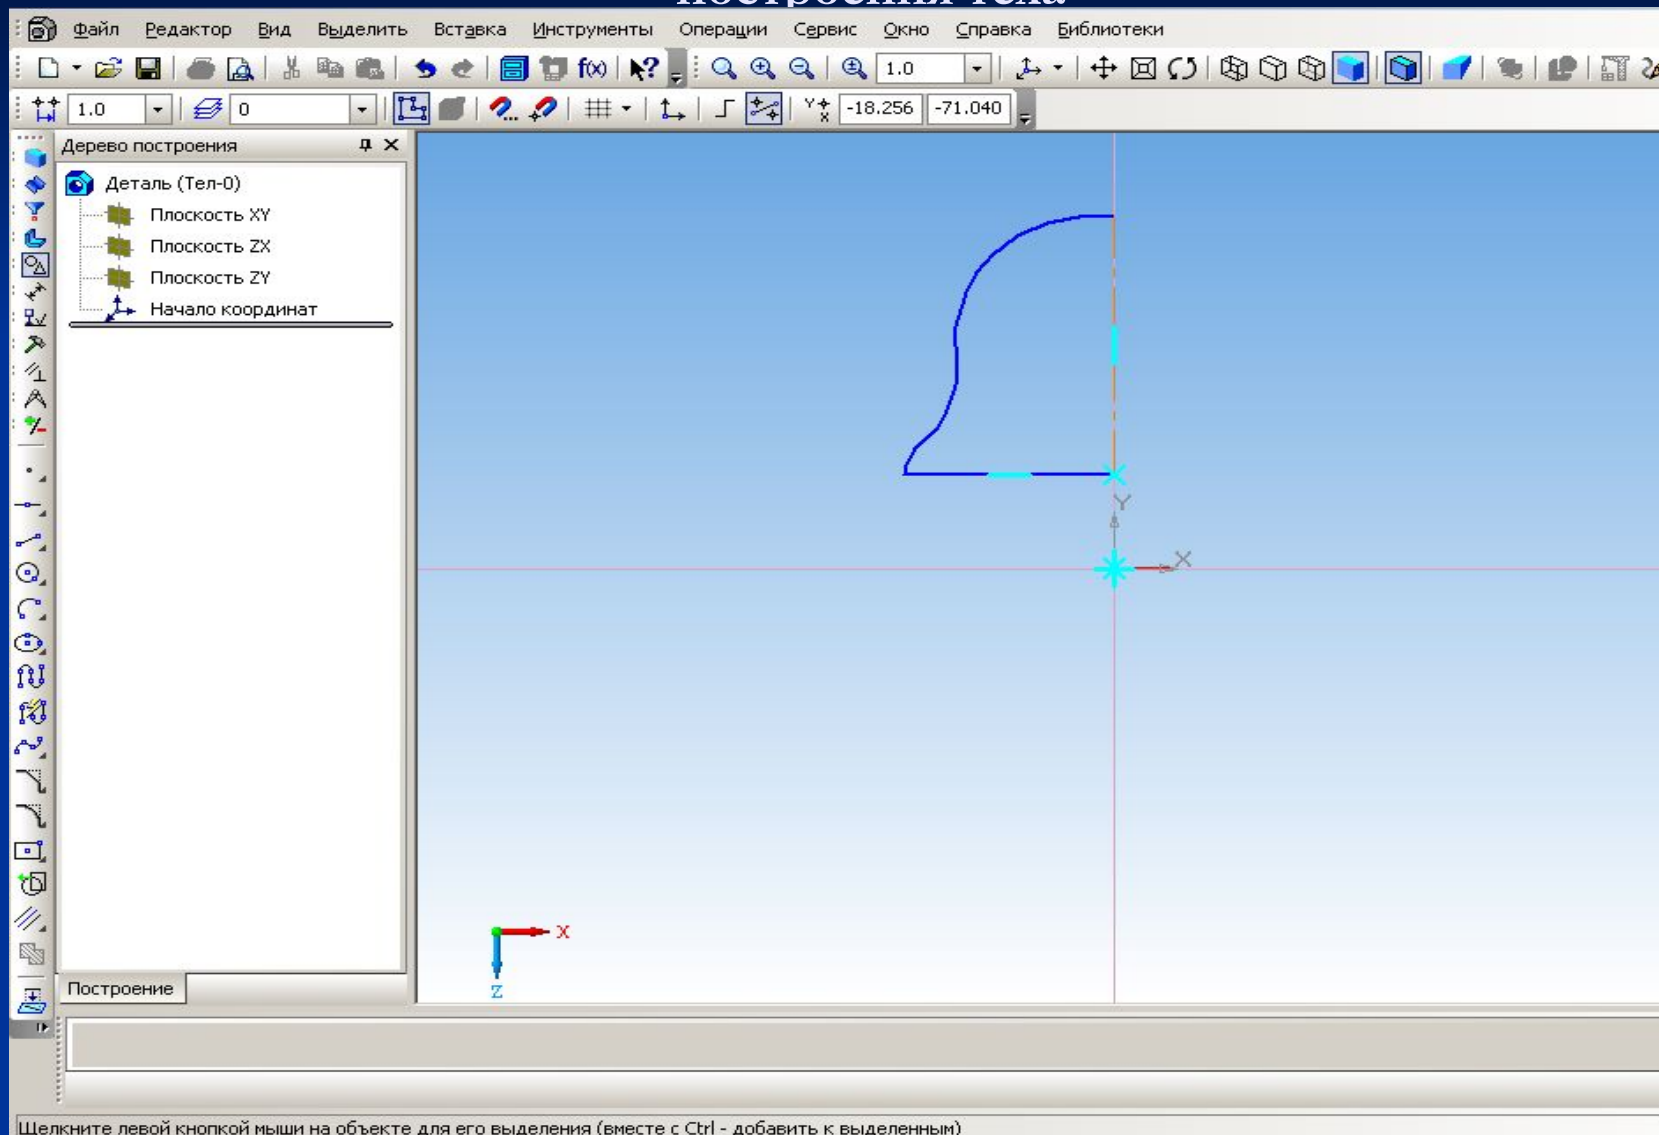 построения тела
Файл Редактор Вид Выделить Вставка Инструменты Операции Сервис Окно Справка Библиотеки
f(x) 1.0
1.0 0 -18.256 -71.040
Дерево построения
Деталь (Тел-0)
Плоскость XY
Плоскость ZX
Плоскость ZY
Начало координат
Y
X
X
Z
Построение
Щелкните левой кнопкой мыши на объекте для его выделения (вместе с Ctrl - добавить к выделенным)